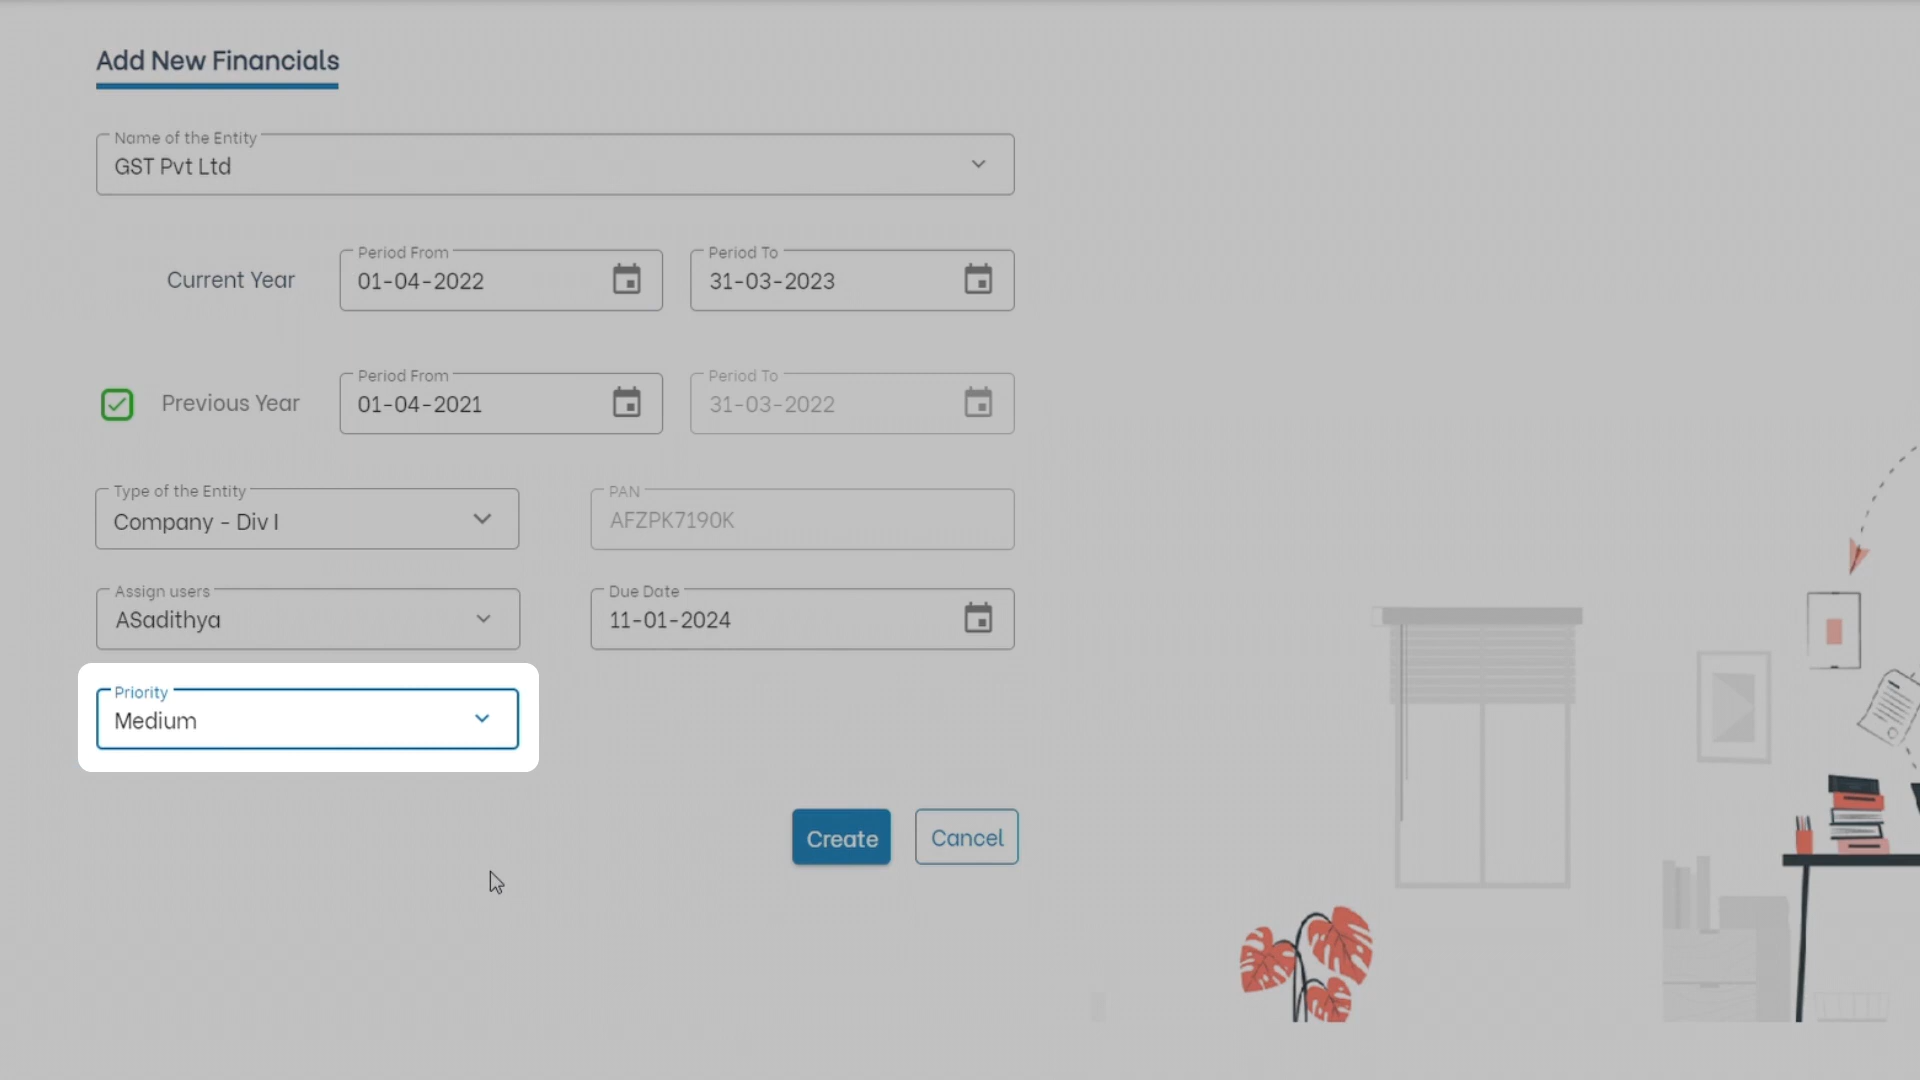 Add New Financials
Name of the Entity
GST Pvt Ltd
Current Year
Period From
01-04-2022
Period To
31-03-2023
Previous Year
Period From
01-04-2021
Period To
31-03-2022
Type of the Entity
Company - Div I
PAN
AFZPK7190K
Assign users
ASadithya
Due Date
11-01-2024
Priority
Medium
Create
Cancel